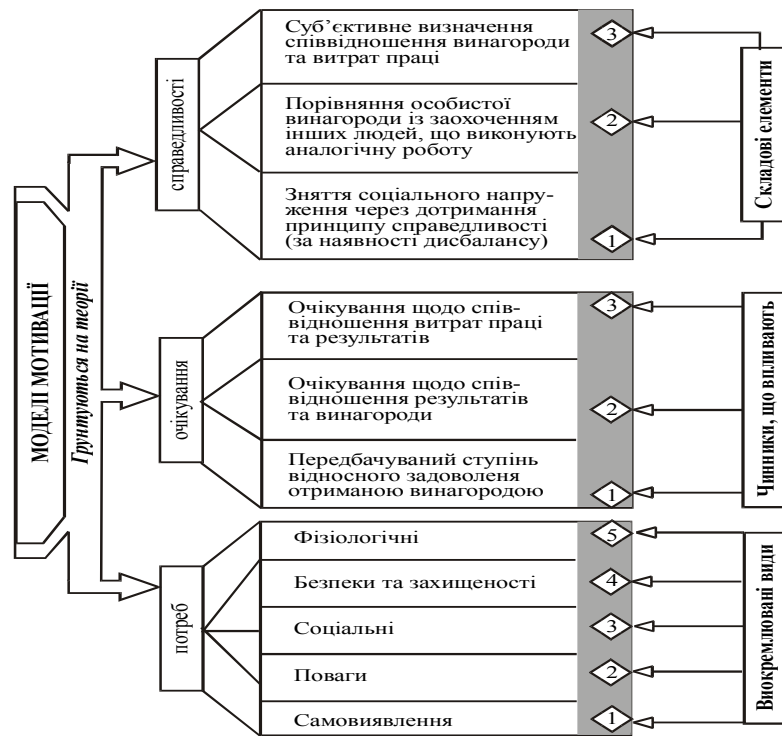 МОДЕЛІ МОТИВАЦІЇ
Ґрунтуються на теорії
справедливості
Суб’єктивне визначення
співвідношення винагороди
та витрат праці
3
Порівняння особистої
винагороди із заохоченням
інших людей, що виконують
аналогічну роботу
2
Зняття соціального напру-
ження через дотримання
принципу справедливості
(за наявності дисбалансу)
1
Складові елементи
очікування
Очікування щодо спів-
відношення витрат праці
та результатів
3
Очікування щодо спів-
відношення результатів
та винагороди
2
Передбачуваний ступінь
відносного задоволеня
отриманою винагородою
1
Чинники, що впливають
потреб
Фізіологічні
5
Безпеки та захищеності
4
Соціальні
3
Поваги
2
Самовиявлення
1
Виокремлювані види